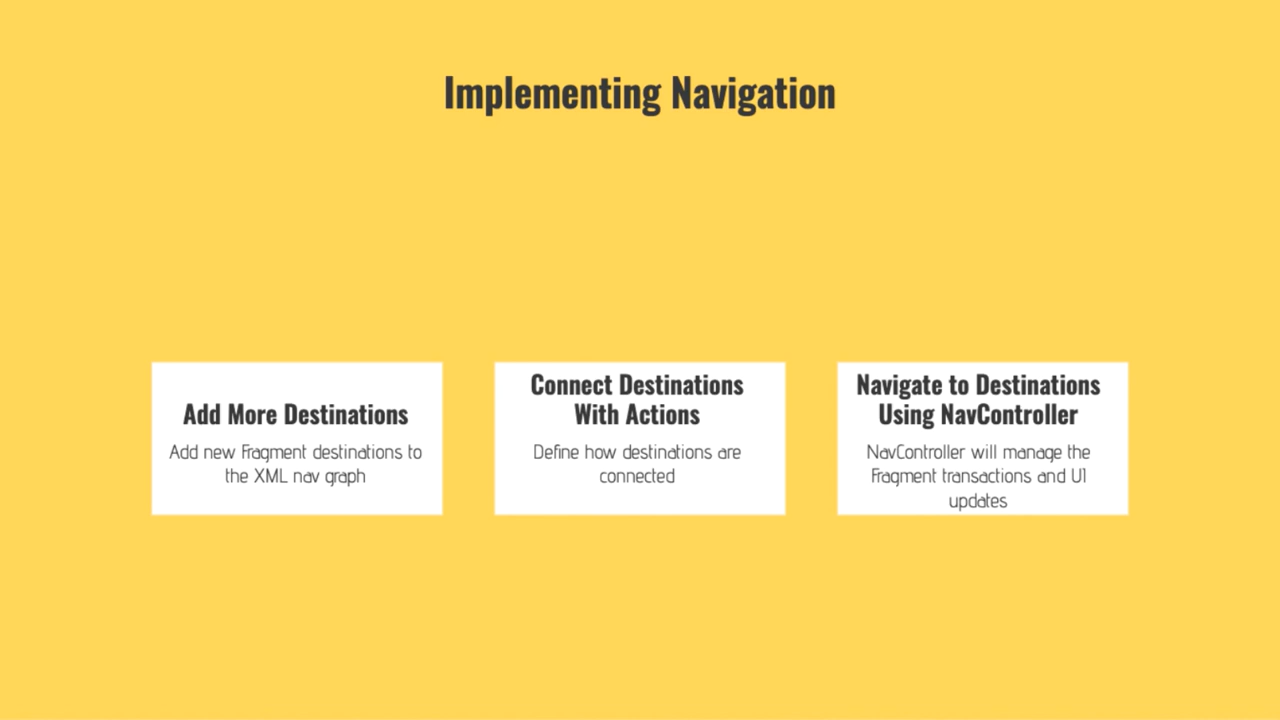 Implementing Navigation
Add More Destinations
Add new Fragment destinations to
the XML nav graph
Connect Destinations
With Actions
Define how destinations are
connected
Navigate to Destinations
Using NavController
NavController will manage the
Fragment transactions and UI
updates